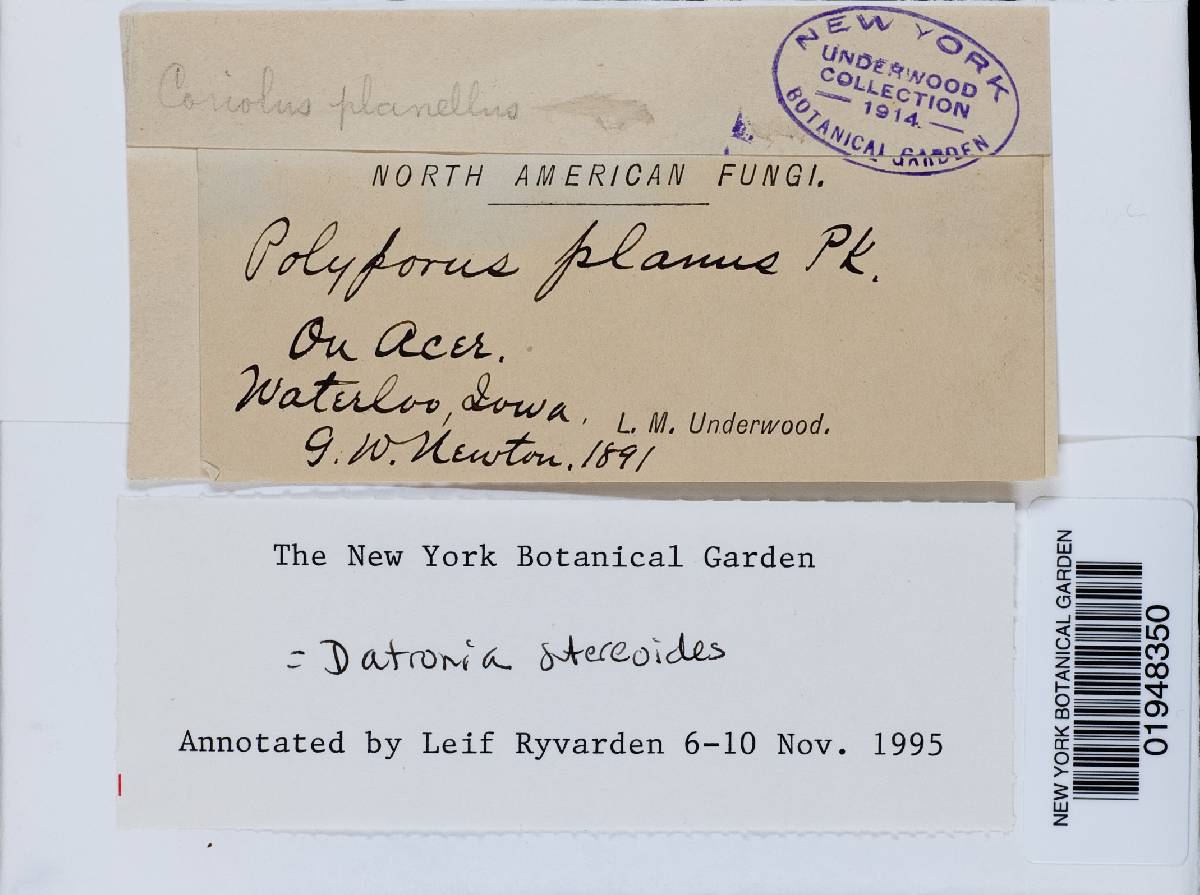 Coriolus planellus
NEW YORK
UNDERWOOD
COLLECTION
— 1914. —
BOTANICAL GARDEN
NORTH AMERICAN FUNGI.
Polyporus planus Pk.
On Acer.
Waterloo, Iowa.
L. M. Underwood.
G. W. Newton. 1891
The New York Botanical Garden
= Datronia stereoides
Annotated by Leif Ryvarden 6-10 Nov. 1995
NEW YORK BOTANICAL GARDEN
01948350